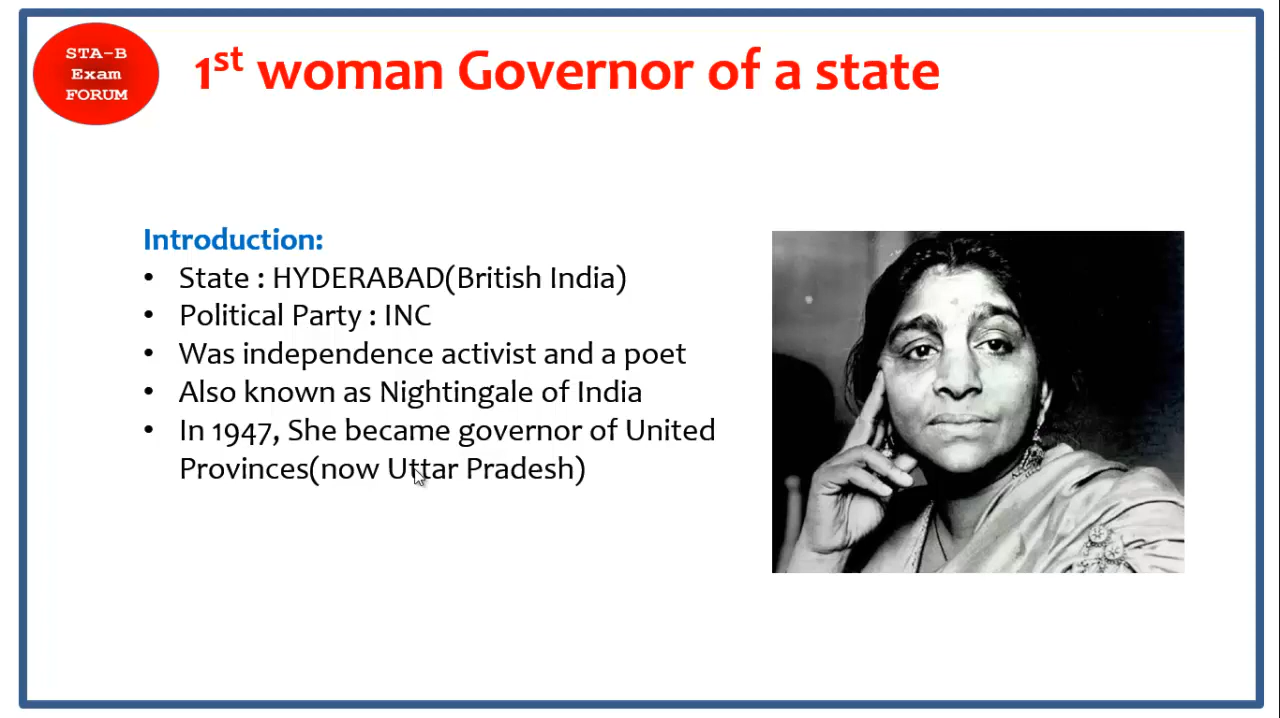 STA-B
Exam
FORUM
1st woman Governor of a state
Introduction:
• State : HYDERABAD(British India)
• Political Party : INC
• Was independence activist and a poet
• Also known as Nightingale of India
• In 1947, She became governor of United
Provinces(now Uttar Pradesh)